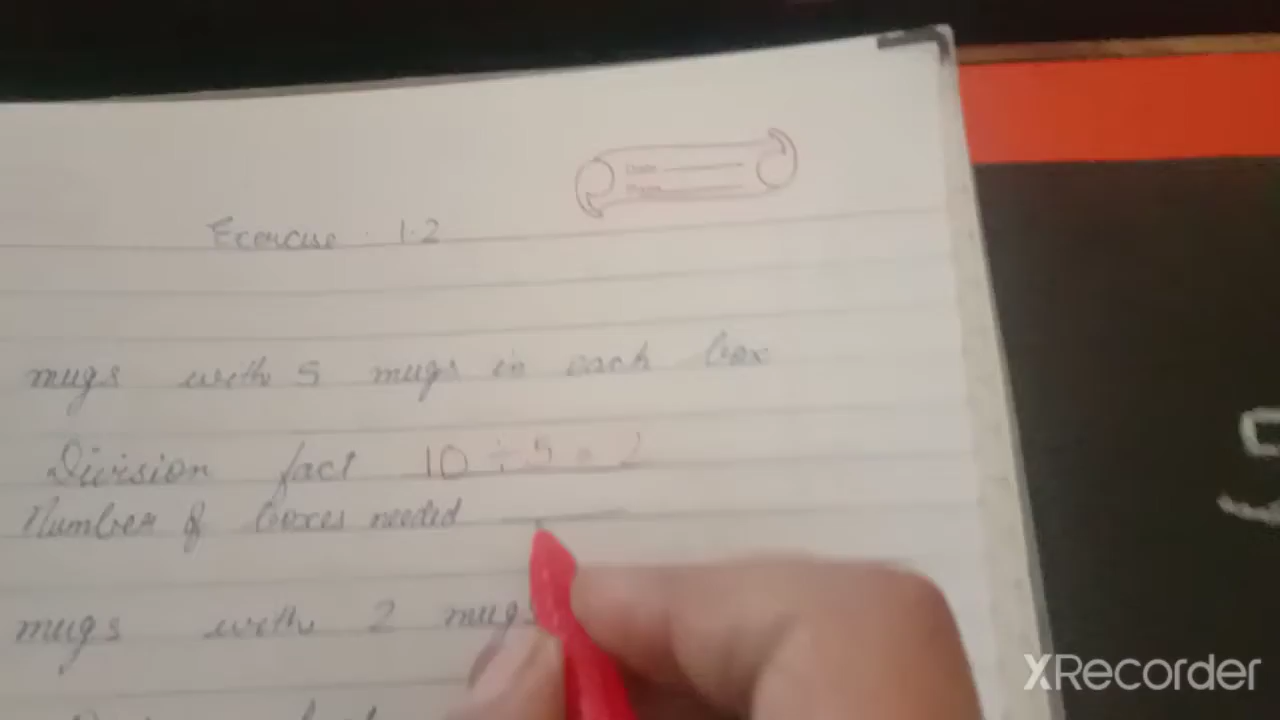 Exercise 1.2
mugs with 5 mugs in each box
Division fact 10 ÷ 5 = 2
Number of boxes needed
mugs with 2 mugs
XRecorder